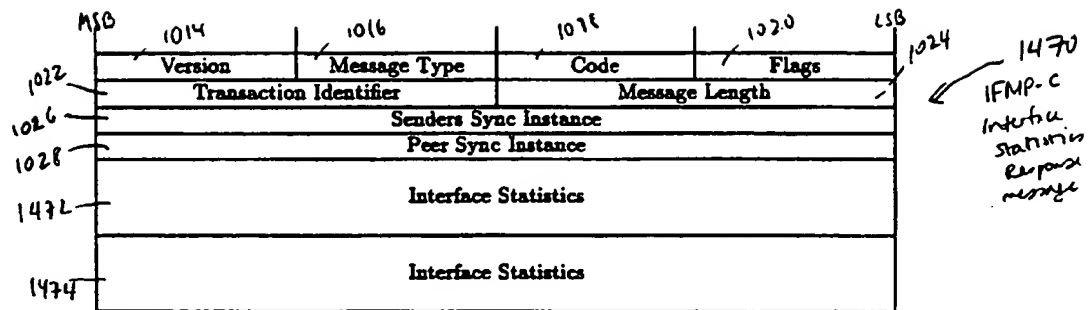 MSB 1014 1016 1018 1020 LSB 1024
Version Message Type Code Flags
1022 Transaction Identifier Message Length
1026 Senders Sync Instance
1028 Peer Sync Instance
1472 Interface Statistics
1474 Interface Statistics
1470
IFMP-C
Interface
Statistics
Response
message